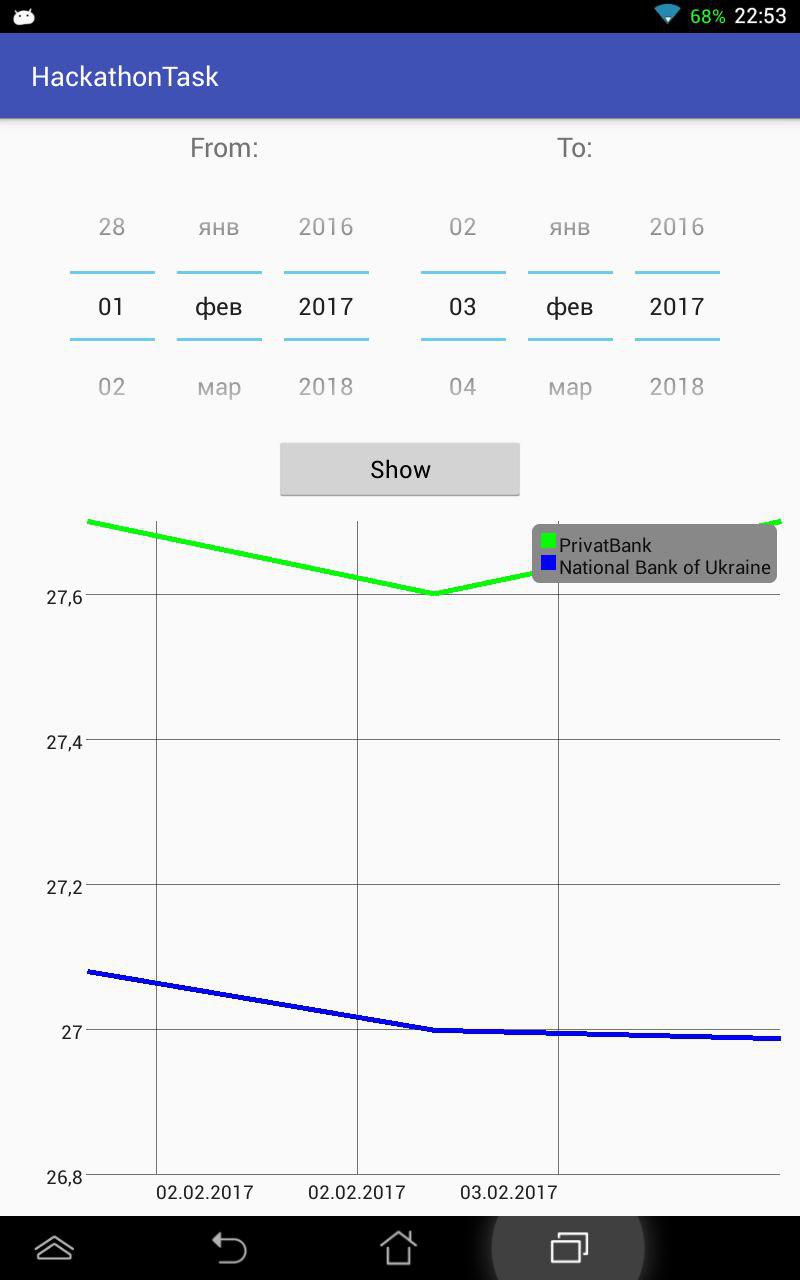 68% 22:53
HackathonTask
From: To:
28 янв 2016 02 янв 2016
01 фев 2017 03 фев 2017
02 мар 2018 04 мар 2018
Show
PrivatBank
National Bank of Ukraine
27,6
27,4
27,2
27
26,8
02.02.2017 02.02.2017 03.02.2017